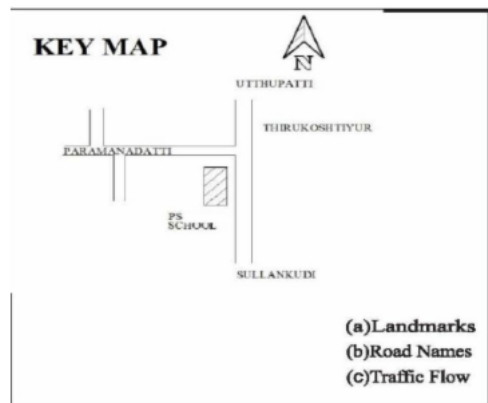 KEY MAP
N
UTTHUPATTI
THIRUKOSHTIYUR
PARAMANADATTI
PS
SCHOOL
SULLANKUDI
(a)Landmarks
(b)Road Names
(c)Traffic Flow